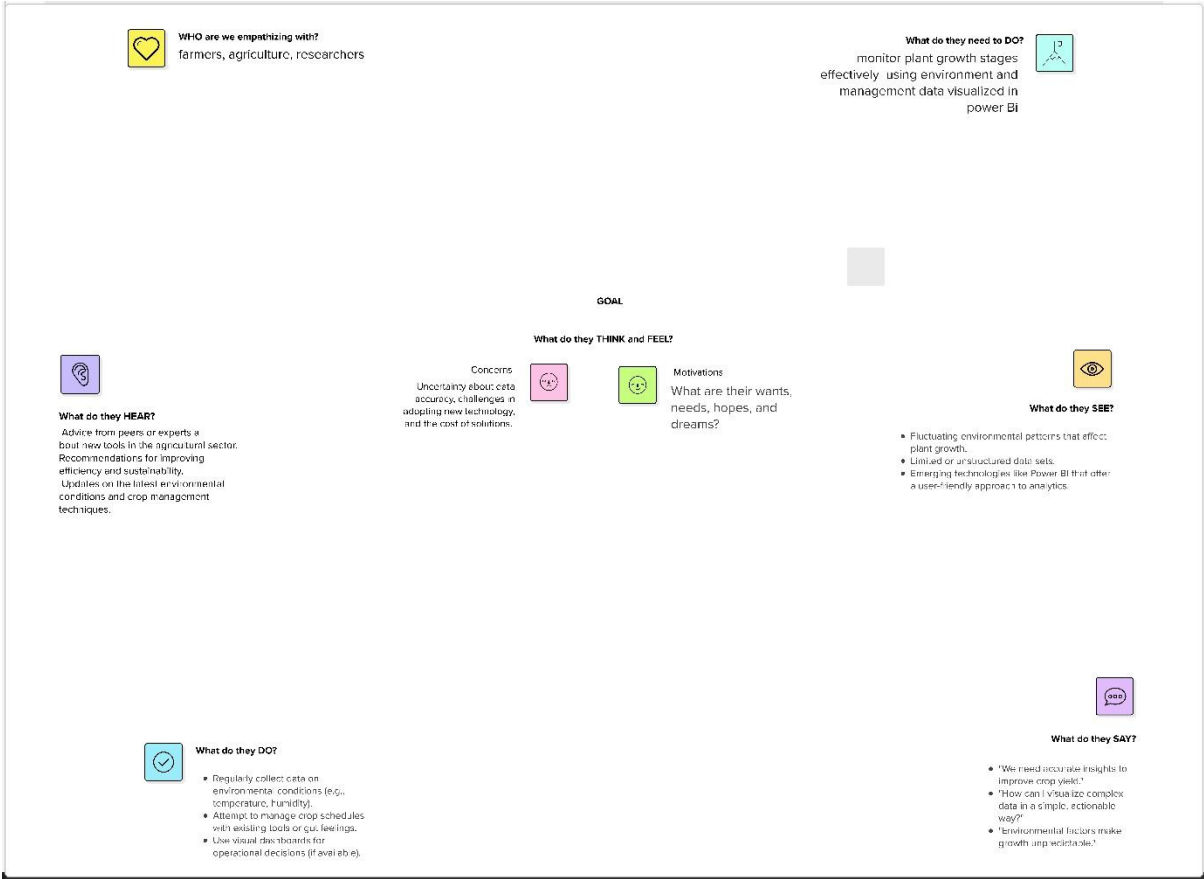 WHO are we empathizing with?
farmers, agriculture, researchers
What do they need to DO?
monitor plant growth stages
effectively using environment and
management data visualized in
power Bi
GOAL
What do they THINK and FEEL?
Concerns
Uncertainty about data
accuracy, challenges in
adopting new technology,
and the cost of solutions.
Motivations
What are their wants,
needs, hopes, and
dreams?
What do they HEAR?
Advice from peers or experts a
bout new tools in the agricultural sector.
Recommendations for improving
efficiency and sustainability.
Updates on the latest environmental
conditions and crop management
techniques.
What do they SEE?
• Fluctuating environmental patterns that affect
plant growth.
• Limited or unstructured data sets.
• Emerging technologies like Power BI that offer
a user-friendly approach to analytics.
What do they DO?
• Regularly collect data on
environmental conditions (e.g.,
temperature, humidity).
• Attempt to manage crop schedules
with existing tools or gut feelings.
• Use visual dashboards for
operational decisions (if available).
What do they SAY?
• "We need accurate insights to
improve crop yield."
• "How can I visualize complex
data in a simple, actionable
way?"
• "Environmental factors make
growth unpredictable."